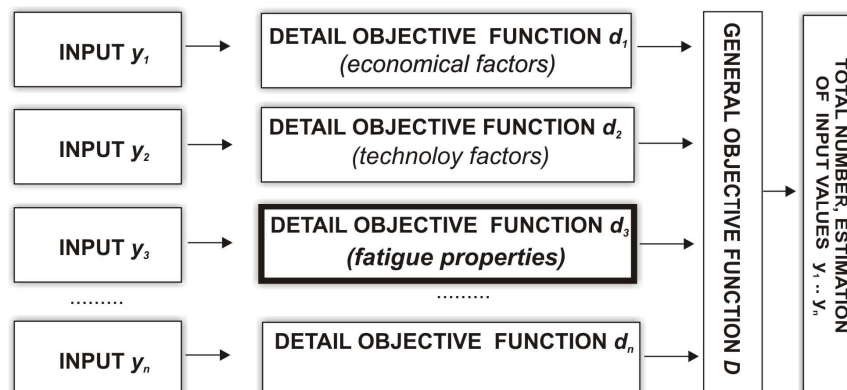 INPUT y₁
DETAIL OBJECTIVE FUNCTION d₁
(economical factors)
INPUT y₂
DETAIL OBJECTIVE FUNCTION d₂
(technoloy factors)
INPUT y₃
DETAIL OBJECTIVE FUNCTION d₃
(fatigue properties)
.........
.........
INPUT yₙ
DETAIL OBJECTIVE FUNCTION dₙ
GENERAL OBJECTIVE FUNCTION D
TOTAL NUMBER, ESTIMATION
OF INPUT VALUES y₁ .. yₙ